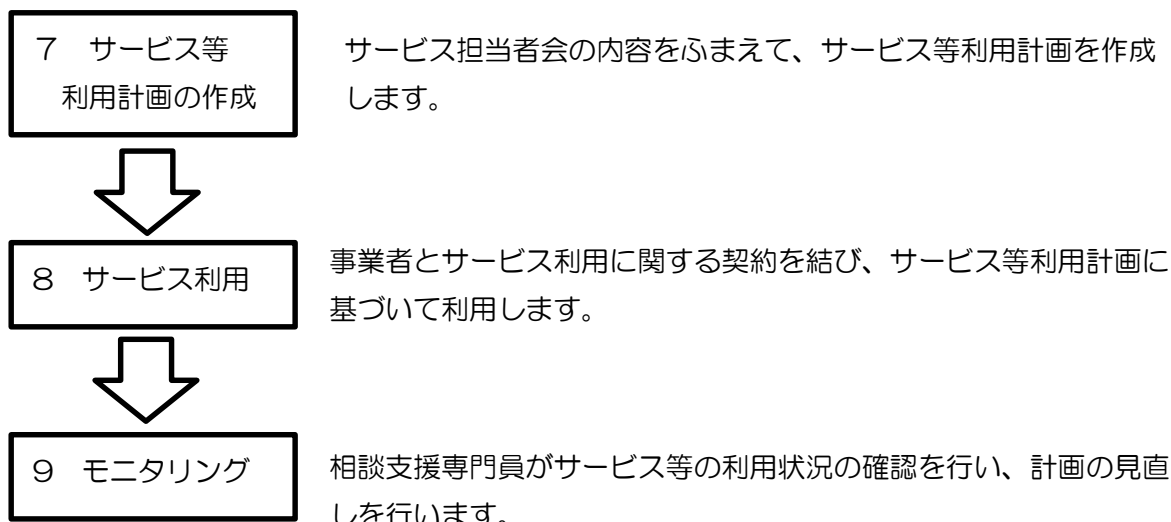 ７　サービス等
利用計画の作成
サービス担当者会の内容をふまえて、サービス等利用計画を作成
します。
８　サービス利用
事業者とサービス利用に関する契約を結び、サービス等利用計画に
基づいて利用します。
９　モニタリング
相談支援専門員がサービス等の利用状況の確認を行い、計画の見直
しを行います。